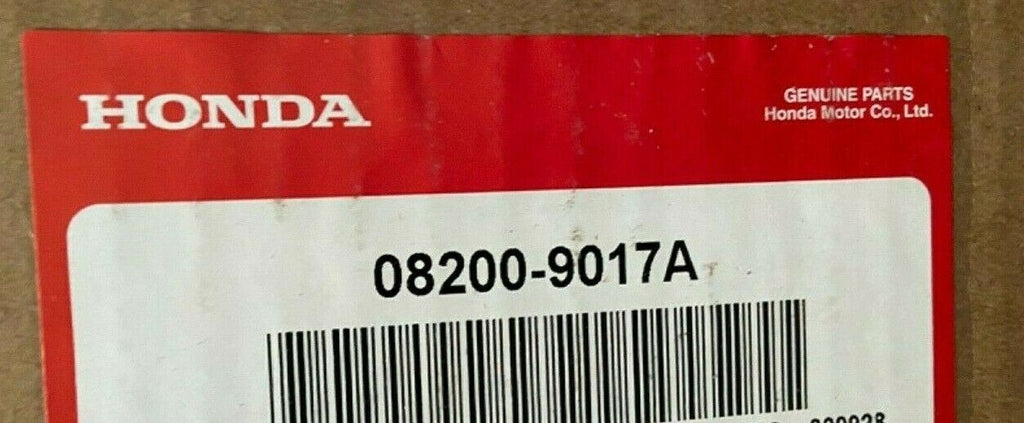 HONDA
GENUINE PARTS
Honda Motor Co., Ltd.
08200-9017A